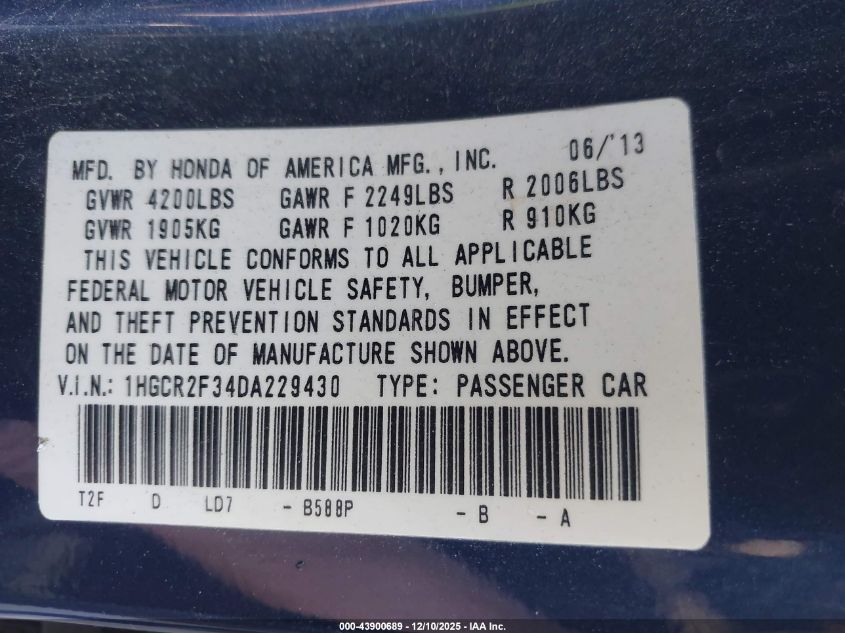 MFD. BY HONDA OF AMERICA MFG., INC. 06/'13
GVWR 4200LBS GAWR F 2249LBS R 2006LBS
GVWR 1905KG GAWR F 1020KG R 910KG
THIS VEHICLE CONFORMS TO ALL APPLICABLE
FEDERAL MOTOR VEHICLE SAFETY, BUMPER,
AND THEFT PREVENTION STANDARDS IN EFFECT
ON THE DATE OF MANUFACTURE SHOWN ABOVE.
V.I.N.: 1HGCR2F34DA229430 TYPE: PASSENGER CAR
T2F D LD7 - B588P - B - A
000-43900689 - 12/10/2025 - IAA Inc.